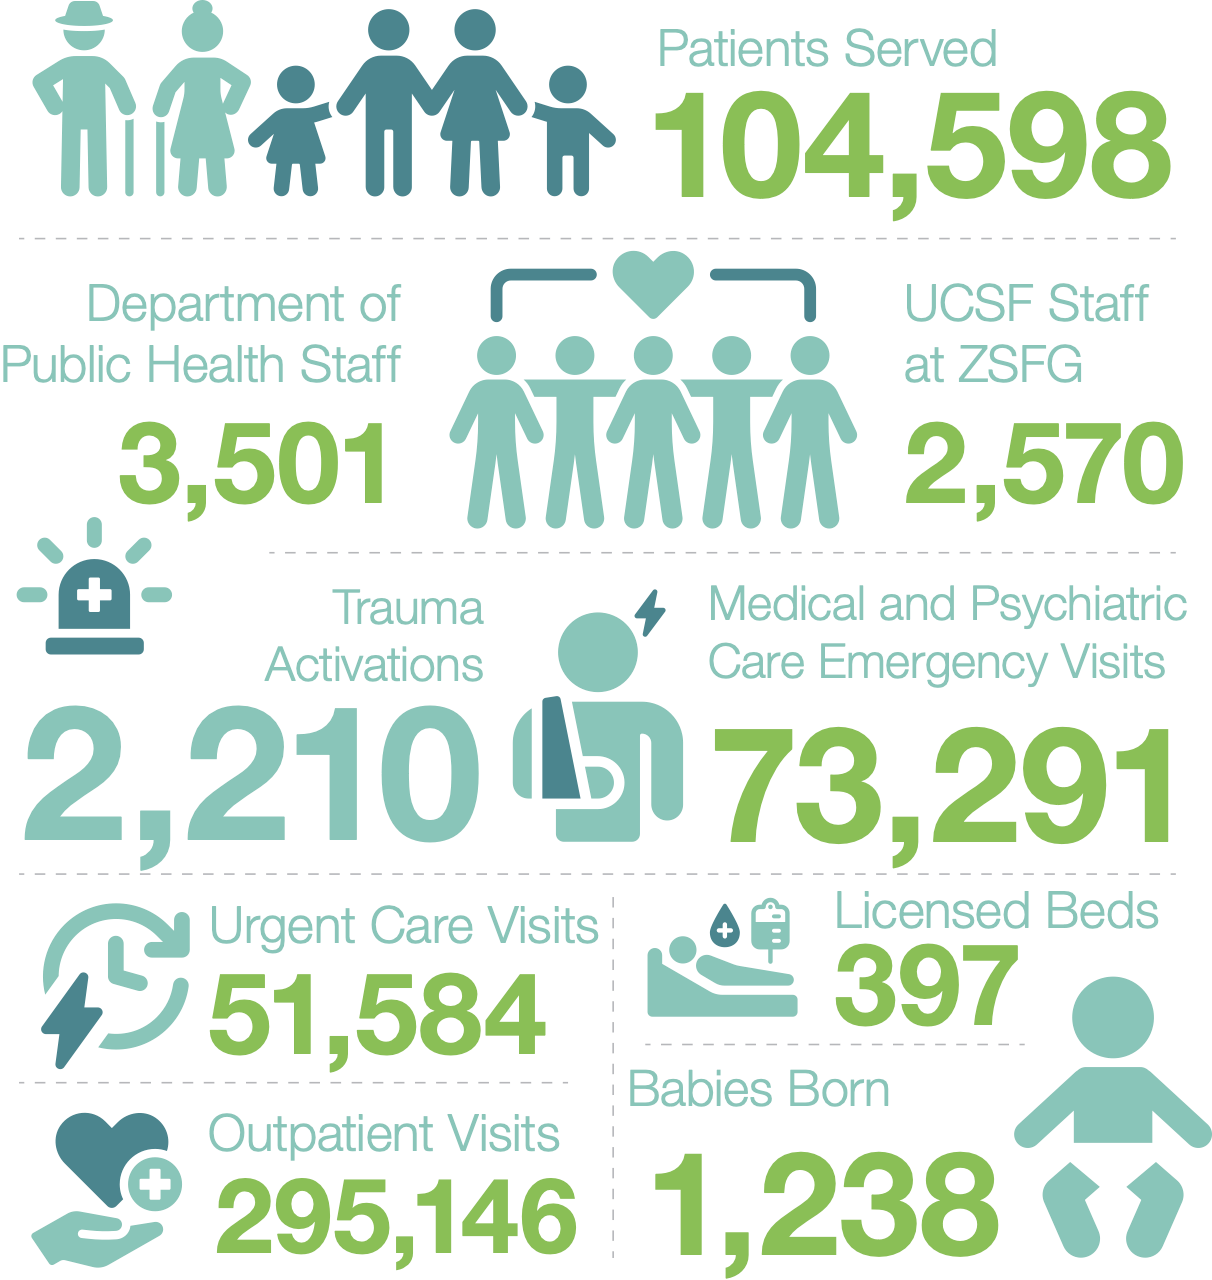 Patients Served
104,598
Department of
Public Health Staff
3,501
UCSF Staff
at ZSFG
2,570
Trauma
Activations
2,210
Medical and Psychiatric
Care Emergency Visits
73,291
Urgent Care Visits
51,584
Licensed Beds
397
Outpatient Visits
295,146
Babies Born
1,238